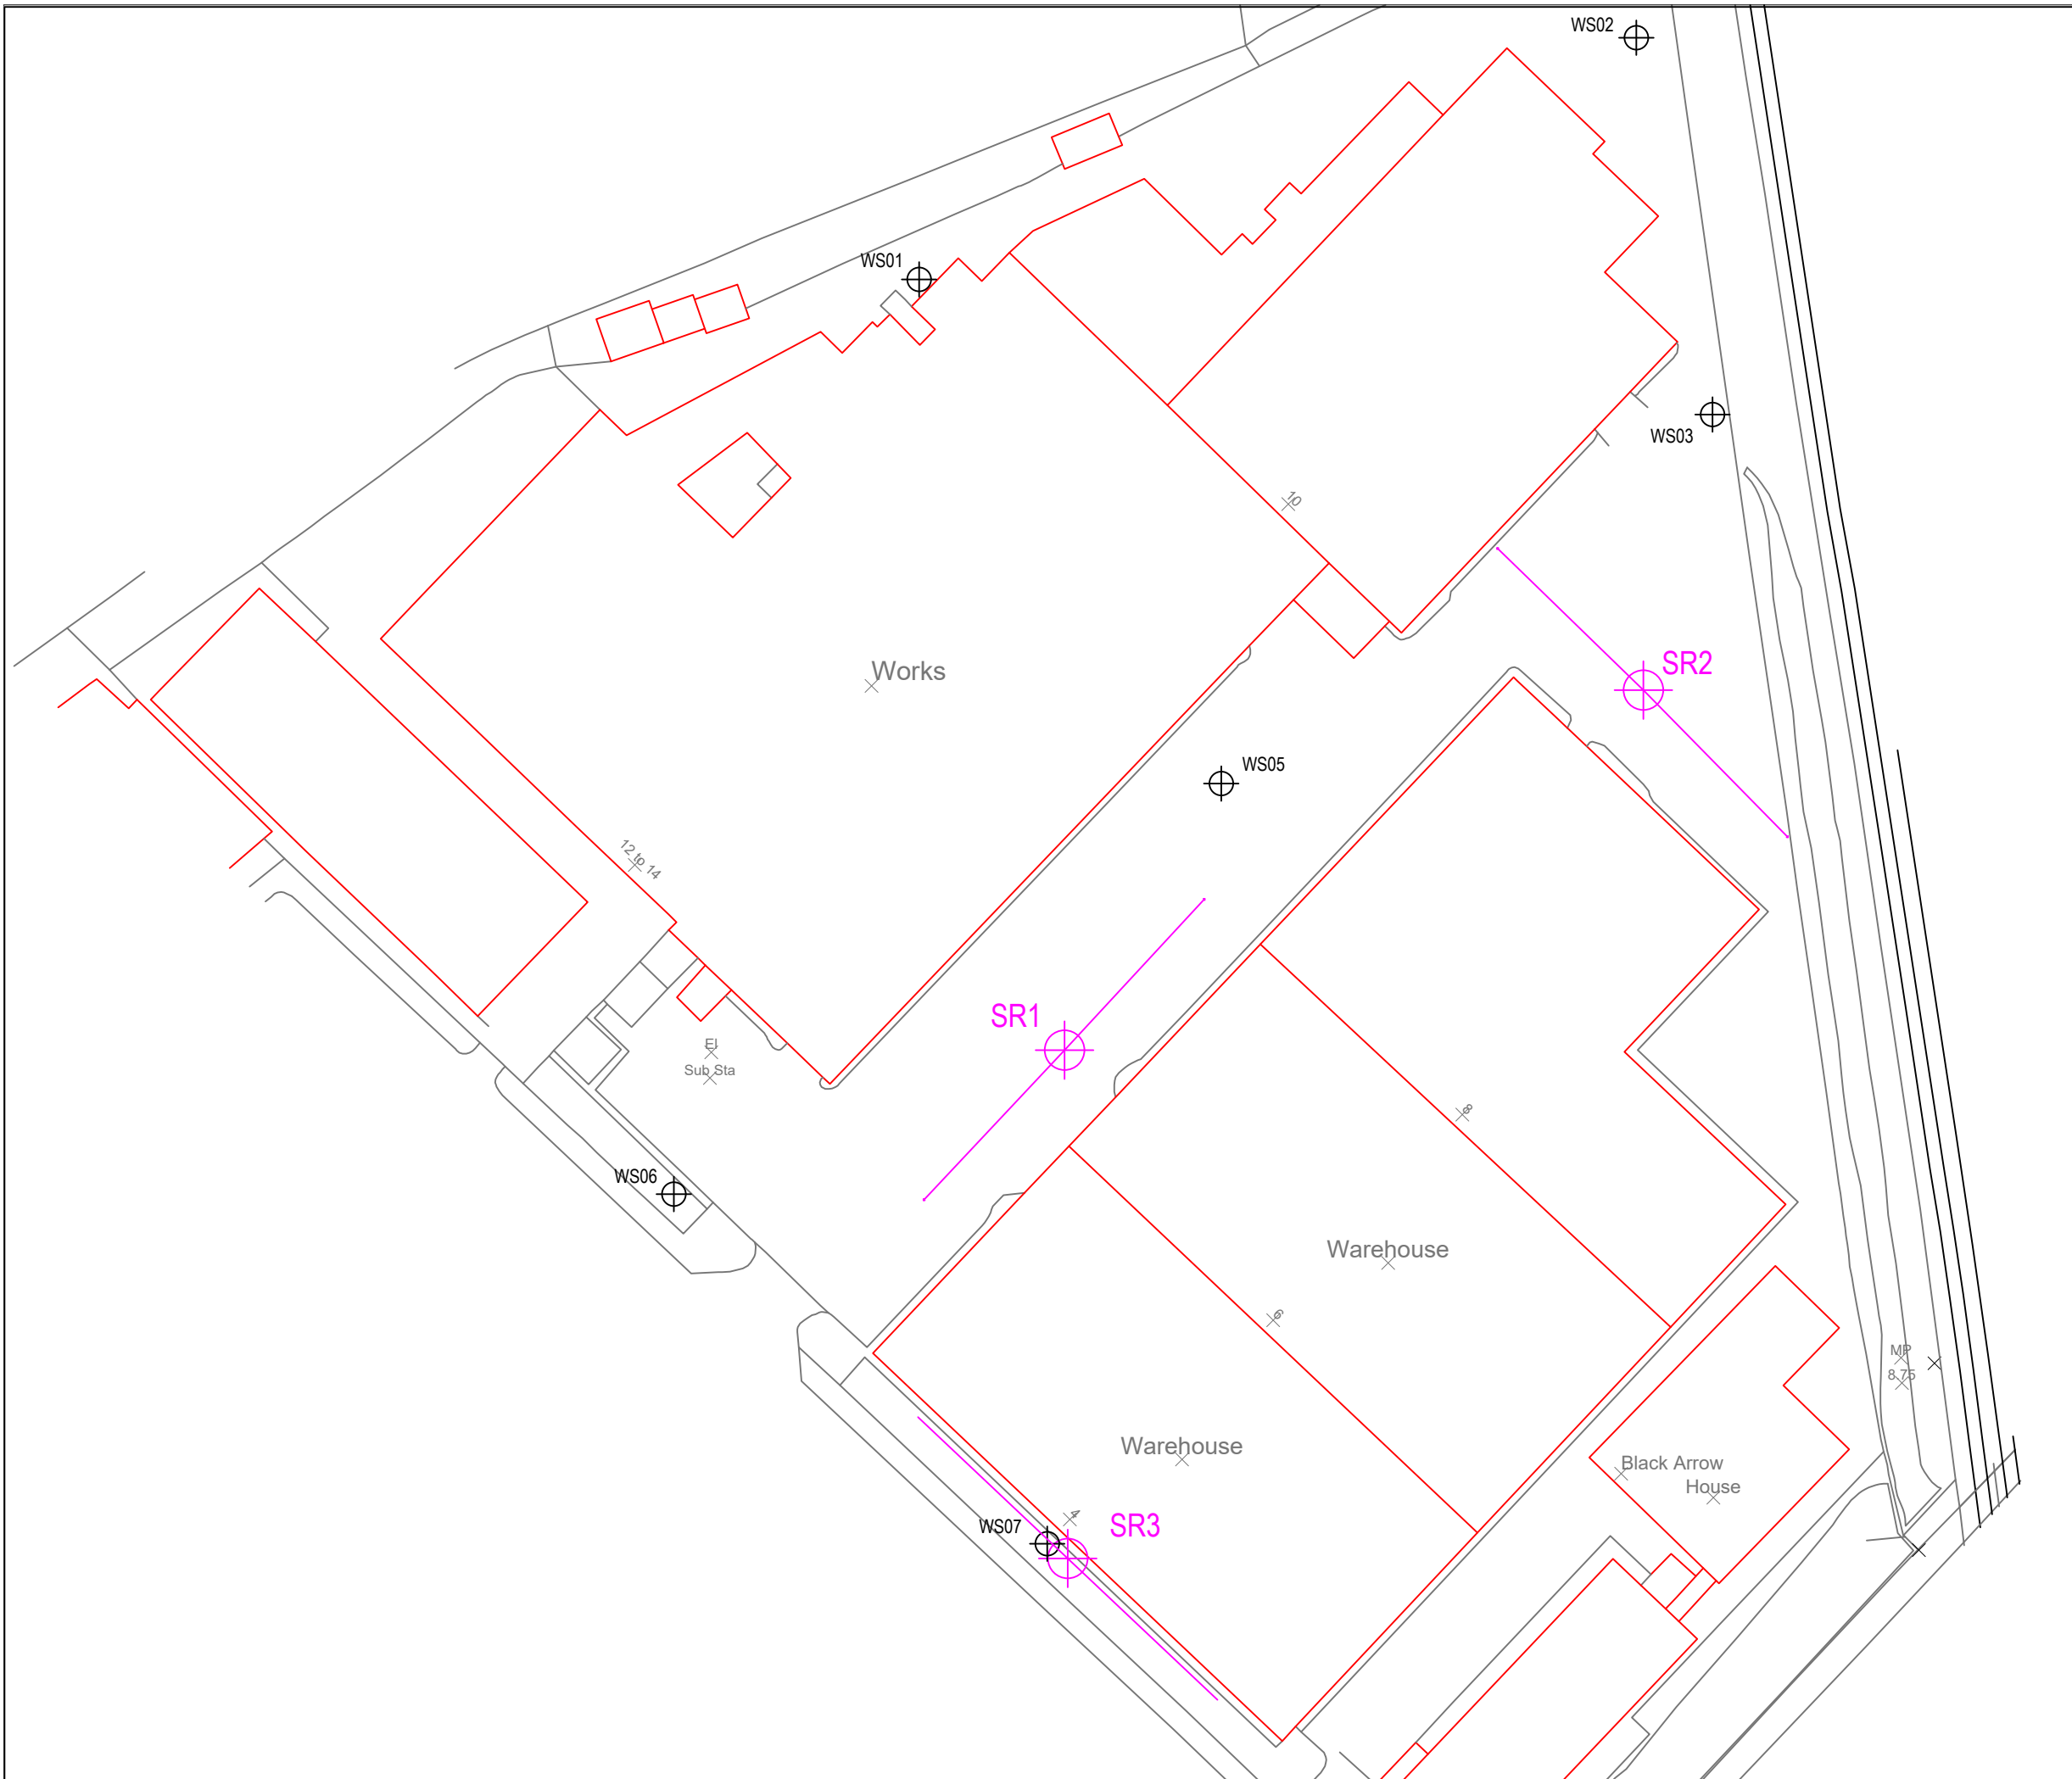 WS02
WS01
WS03
10
Works
SR2
WS05
12 to 14
SR1
El
Sub Sta
8
WS06
Warehouse
6
MP
8.75
Warehouse
Black Arrow
House
4
WS07
SR3